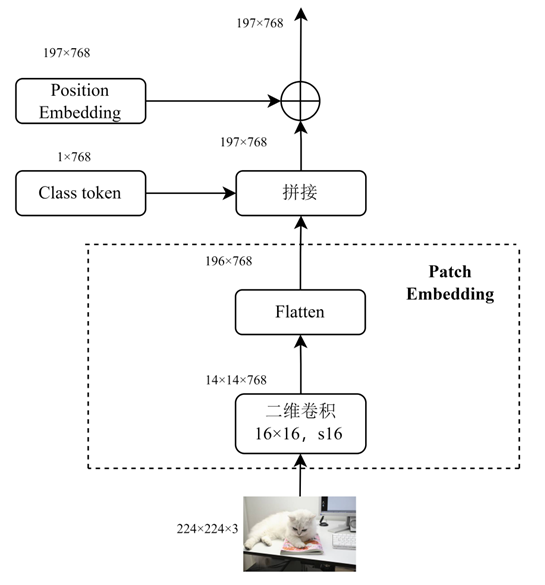 197×768
197×768
Position
Embedding
197×768
1×768
Class token
拼接
196×768
Patch
Embedding
Flatten
14×14×768
二维卷积
16×16，s16
224×224×3